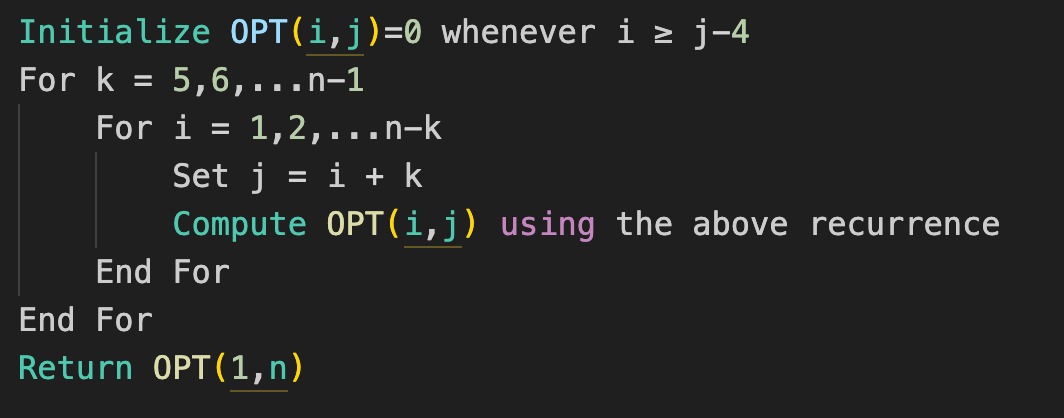 Initialize OPT(i,j)=0 whenever i ≥ j-4
For k = 5,6,...n-1
For i = 1,2,...n-k
Set j = i + k
Compute OPT(i,j) using the above recurrence
End For
End For
Return OPT(1,n)